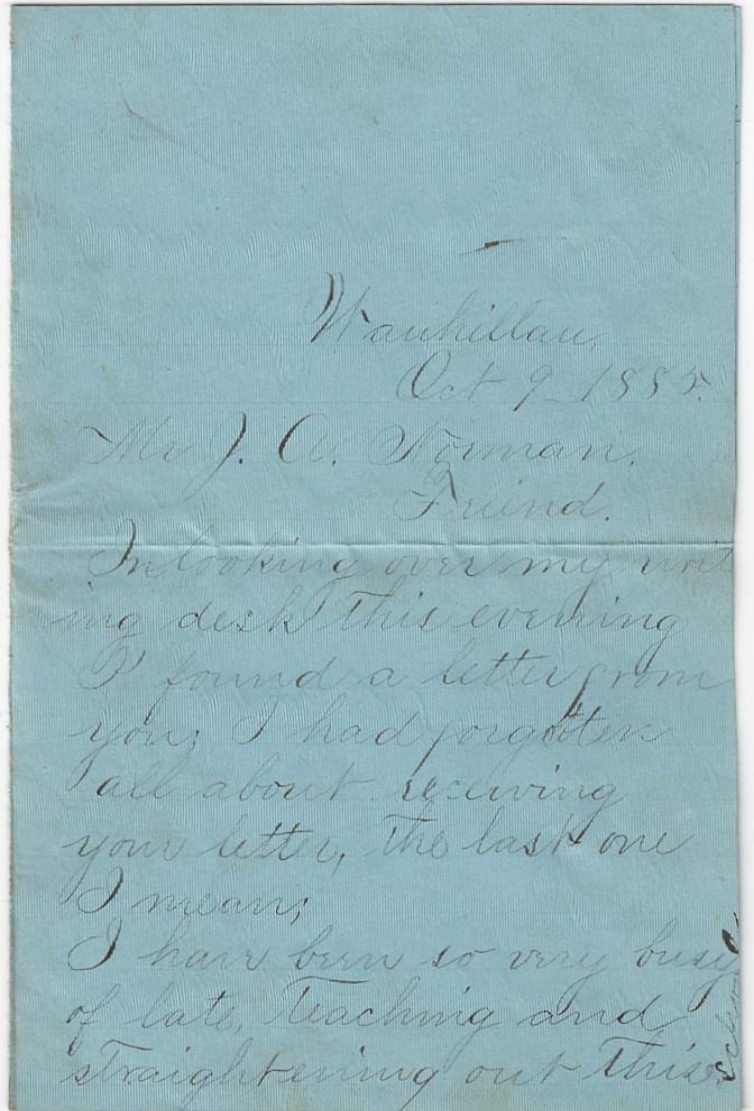 Wauhillau,
Oct 9_1885.
Mr J. W. Norman.
Friend.
In looking over my writ
ing desk this evening
I found a letter from
you; I had forgotten
all about receiving
your letter, the last one
I mean;
I have been so very busy
of late, teaching and
straightening out this
school